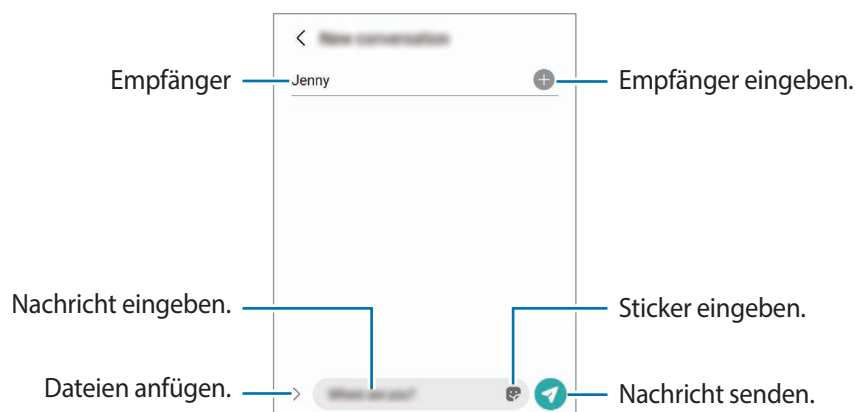 Empfänger
Jenny
Empfänger eingeben.
Nachricht eingeben.
Sticker eingeben.
Dateien anfügen.
Nachricht senden.